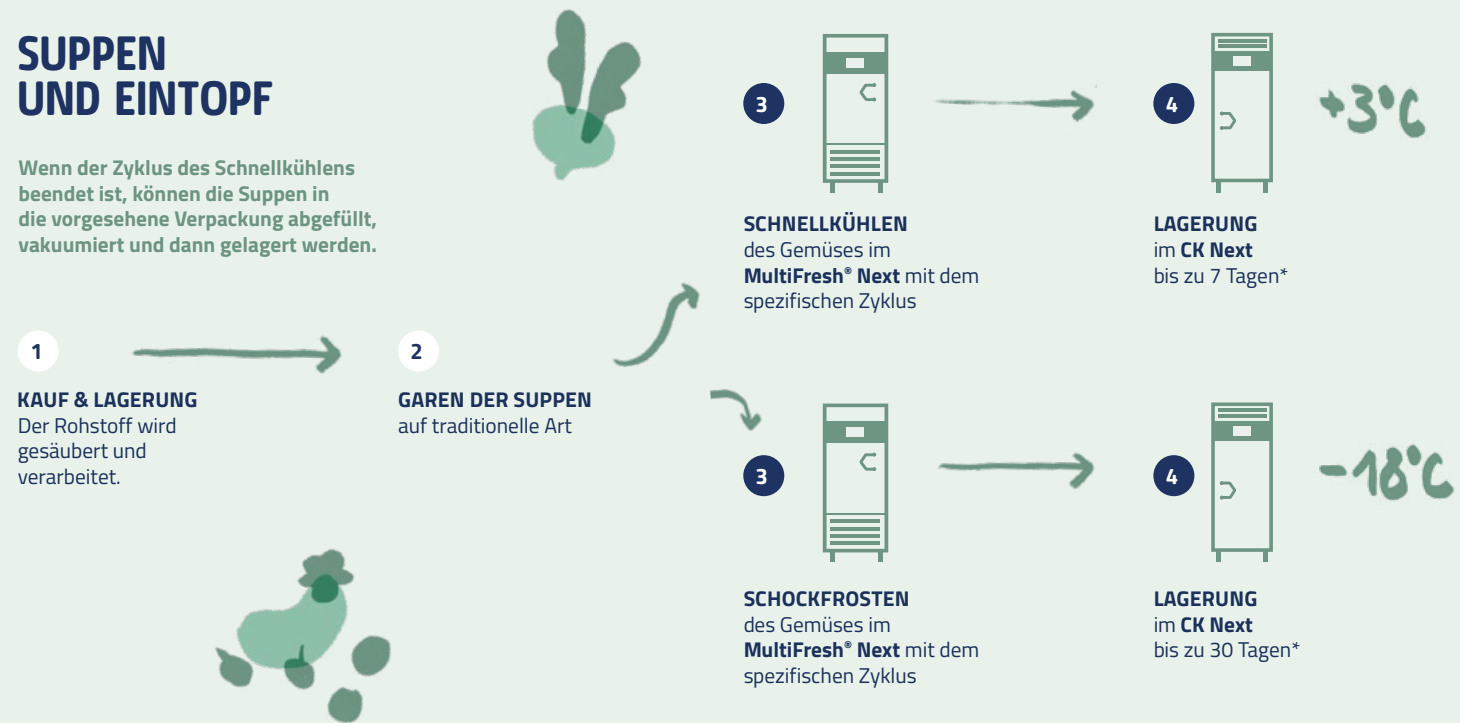 SUPPEN
UND EINTOPF
Wenn der Zyklus des Schnellkühlens
beendet ist, können die Suppen in
die vorgesehene Verpackung abgefüllt,
vakuumiert und dann gelagert werden.
1
KAUF & LAGERUNG
Der Rohstoff wird
gesäubert und
verarbeitet.
2
GAREN DER SUPPEN
auf traditionelle Art
3
SCHNELLKÜHLEN
des Gemüses im
MultiFresh® Next mit dem
spezifischen Zyklus
4
+3°C
LAGERUNG
im CK Next
bis zu 7 Tagen*
3
SCHOCKFROSTEN
des Gemüses im
MultiFresh® Next mit dem
spezifischen Zyklus
4
-18°C
LAGERUNG
im CK Next
bis zu 30 Tagen*